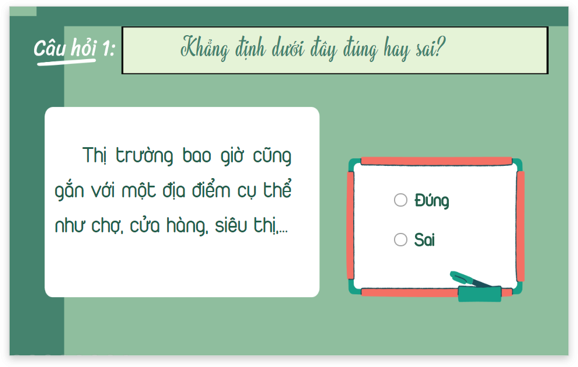 Câu hỏi 1:
Khẳng định dưới đây đúng hay sai?
Thị trường bao giờ cũng
gắn với một địa điểm cụ thể
như chợ, cửa hàng, siêu thị,...
Đúng
Sai